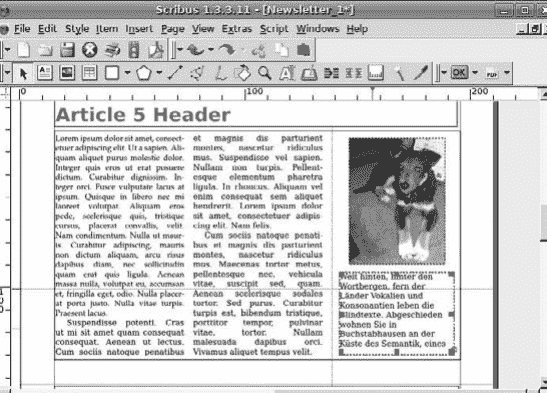 Scribus 1.3.3.11 - [Newsletter_1*]
File Edit Style Item Insert Page View Extras Script Windows Help
OK PDF
0 100 200
Article 5 Header
Lorem ipsum dolor sit amet, consect-
etuer adipiscing elit. Ut a sapien. Ali-
quam aliquet purus molestie dolor.
Integer quis eros ut erat posuere
dictum. Curabitur dignissim. In-
teger orci. Fusce vulputate lacus at
ipsum. Quisque in libero nec mi
laoreet volutpat. Aliquam eros
pede, scelerisque quis, tristique
cursus, placerat convallis, velit.
Nam condimentum. Nulla ut maur-
is. Curabitur adipiscing, mauris
non dictum aliquam, arcu risus
dapibus diam, nec sollicitudin
quam erat quis ligula. Aenean
massa nulla, volutpat eu, accumsan
et, fringilla eget, odio. Nulla placer-
at porta justo. Nulla vitae turpis.
Praesent lacus.
Suspendisse potenti. Cras
ut mi sit amet quam consequat
consequat. Aenean ut lectus.
Cum sociis natoque penatibus
et magnis dis parturient
montes, nascetur ridiculus
mus. Suspendisse vel sapien.
Nullam non turpis. Pellent-
esque elementum pharetra
ligula. In rhoncus. Aliquam vel
enim consequat sem aliquet
hendrerit. Lorem ipsum dolor
sit amet, consectetuer adipis-
cing elit. Nam felis.
Cum sociis natoque penati-
bus et magnis dis parturient
montes, nascetur ridiculus
mus. Maecenas tortor metus,
pellentesque nec, vehicula
vitae, suscipit sed, quam.
Aenean scelerisque sodales
tortor. Sed purus. Curabitur
turpis est, bibendum tristique,
porttitor tempor, pulvinar
vitae, tortor. Nullam
malesuada dapibus orci.
Vivamus aliquet tempus velit.
Weit hinten, hinter den
Wortbergen, fern der
Länder Vokalien und
Konsonantien leben die
Blindtexte. Abgeschieden
wohnen Sie in
Buchstabhausen an der
Küste des Semantik, eines